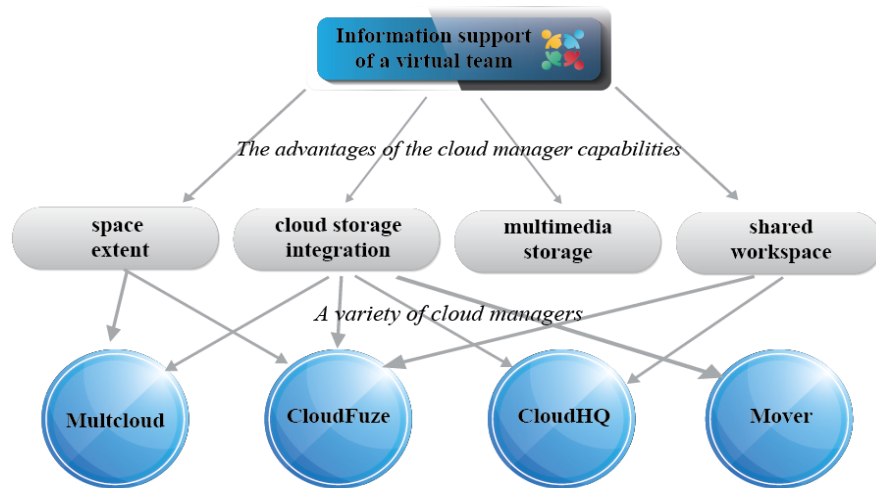 Information support
of a virtual team
The advantages of the cloud manager capabilities
space
extent
cloud storage
integration
multimedia
storage
shared
workspace
A variety of cloud managers
Multcloud
CloudFuze
CloudHQ
Mover